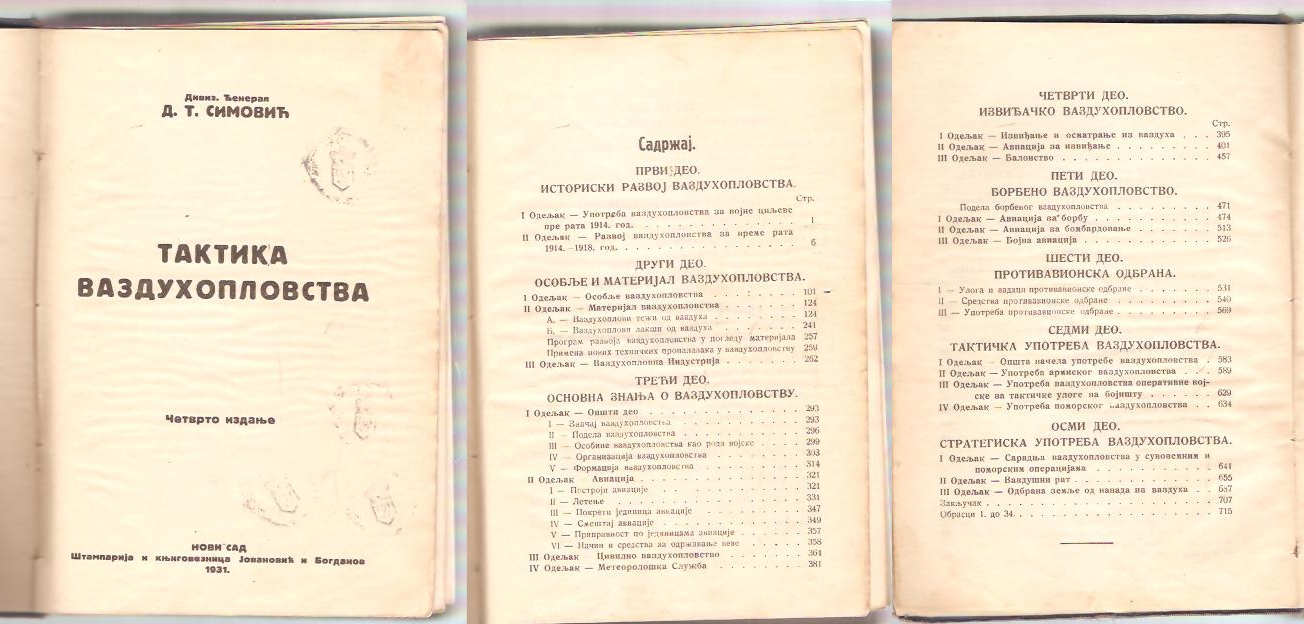 Дивиз. Ђенерал
Д. Т. СИМОВИЋ
ТАКТИКА
ВАЗДУХОПЛОВСТВА
Четврто издање
НОВИ САД
Штампарија и књиговезница Јовановић и Богданов
1931.
Садржај.
ПРВИ ДЕО.
ИСТОРИСКИ РАЗВОЈ ВАЗДУХОПЛОВСТВА.
Стр.
I Одељак — Употреба ваздухопловства за војне циљеве
пре рата 1914. год. . . . . . . . . . . . . . . 1
II Одељак — Развој ваздухопловства за време рата
1914.—1918. год. . . . . . . . . . . . . . . . 6
ДРУГИ ДЕО.
ОСОБЉЕ И МАТЕРИЈАЛ ВАЗДУХОПЛОВСТВА.
I Одељак — Особље ваздухопловства . . . . . . . . 101
II Одељак — Материјал ваздухопловства . . . . . . . 124
А. — Ваздухоплови тежи од ваздуха . . . . . . . 124
Б. — Ваздухоплови лакши од ваздуха . . . . . . . 241
Програм развоја ваздухопловства у погледу материјала 257
Примена нових техничких проналазака у ваздухопловству 259
III Одељак — Ваздухопловна Индустрија . . . . . . . 262
ТРЕЋИ ДЕО.
ОСНОВНА ЗНАЊА О ВАЗДУХОПЛОВСТВУ.
I Одељак — Општи део . . . . . . . . . . . . 293
I — Значај ваздухопловства . . . . . . . . . . 293
II — Подела ваздухопловства . . . . . . . . . . 296
III — Особине ваздухопловства као рода војске . . . . 299
IV — Организација ваздухопловства . . . . . . . . 303
V — Формација ваздухопловства . . . . . . . . . 314
II Одељак — Авиација . . . . . . . . . . . . . 321
I — Пастроји авиације . . . . . . . . . . . . 321
II — Летење . . . . . . . . . . . . . . . 331
III — Покрети јединица авиације . . . . . . . . . 347
IV — Смештај авиације . . . . . . . . . . . . 349
V — Приправност по јединицама авиације . . . . . . 357
VI — Начин и средства за одржавање везе . . . . . . 358
III Одељак — Цивилно ваздухопловство . . . . . . . 364
IV Одељак — Метеоролошка Служба . . . . . . . . 381
ЧЕТВРТИ ДЕО.
ИЗВИЂАЧКО ВАЗДУХОПЛОВСТВО.
Стр.
I Одељак — Извиђање и осматрање из ваздуха . . . 395
II Одељак — Авиација за извиђање . . . . . . . . 401
III Одељак — Балонство . . . . . . . . . . . . 457
ПЕТИ ДЕО.
БОРБЕНО ВАЗДУХОПЛОВСТВО.
Подела борбеног ваздухопловства . . . . . . . . 471
I Одељак — Авиација за борбу . . . . . . . . . 474
II Одељак — Авиација за бомбардовање . . . . . . . 513
III Одељак — Бојна авиација . . . . . . . . . . 526
ШЕСТИ ДЕО.
ПРОТИВАВИОНСКА ОДБРАНА.
I — Улога и задаци противавионске одбране . . . . . . 531
II — Средства противавионске одбране . . . . . . . . 540
III — Употреба противавионске одбране . . . . . . . . 569
СЕДМИ ДЕО.
ТАКТИЧКА УПОТРЕБА ВАЗДУХОПЛОВСТВА.
I Одељак — Општа начела употребе ваздухопловства . 583
II Одељак — Употреба армиског ваздухопловства . . . . 589
III Одељак — Употреба ваздухопловства оперативне вој-
ске за тактичке улоге на бојишту . . . . . . . 629
IV Одељак — Употреба поморског ваздухопловства . . . 634
ОСМИ ДЕО.
СТРАТЕГИСКА УПОТРЕБА ВАЗДУХОПЛОВСТВА.
I Одељак — Сарадња ваздухопловства у сувоземним и
поморским операцијама . . . . . . . . . . . 641
II Одељак — Ваздушни рат . . . . . . . . . . . 655
III Одељак — Одбрана земље од напада из ваздуха . . 687
Закључак . . . . . . . . . . . . . . . . . 707
Обрасци 1. до 34. . . . . . . . . . . . . . . 715